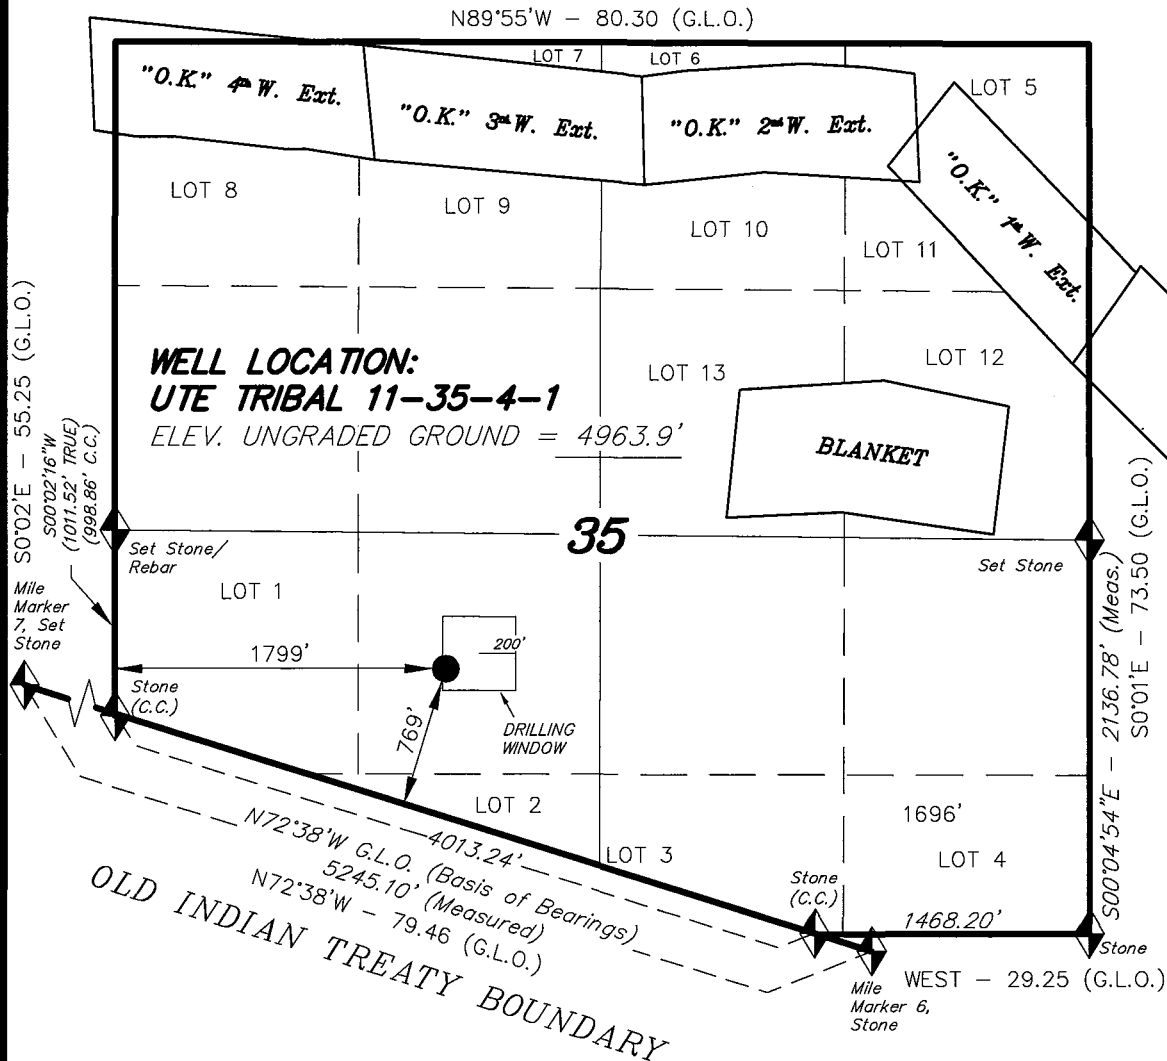 N89°55'W - 80.30 (G.L.O.)
LOT 7
LOT 6
LOT 5
"O.K." 4th W. Ext.
"O.K." 3rd W. Ext.
"O.K." 2nd W. Ext.
"O.K." 1st W. Ext.
LOT 8
LOT 9
LOT 10
LOT 11
S0°02'E - 55.25 (G.L.O.)
S00°02'16"W
(1011.52' TRUE)
(998.86' C.C.)
WELL LOCATION:
UTE TRIBAL 11-35-4-1
ELEV. UNGRADED GROUND = 4963.9'
LOT 13
LOT 12
BLANKET
35
Set Stone/
Rebar
Set Stone
Mile
Marker
7, Set
Stone
LOT 1
1799'
200'
Stone
(C.C.)
769'
DRILLING
WINDOW
S00°04'54"E - 2136.78' (Meas.)
S0°01'E - 73.50 (G.L.O.)
LOT 2
LOT 3
1696'
LOT 4
4013.24'
N72°38'W G.L.O. (Basis of Bearings)
5245.10' (Measured)
N72°38'W - 79.46 (G.L.O.)
OLD INDIAN TREATY BOUNDARY
Stone
(C.C.)
1468.20'
Stone
WEST - 29.25 (G.L.O.)
Mile
Marker 6,
Stone